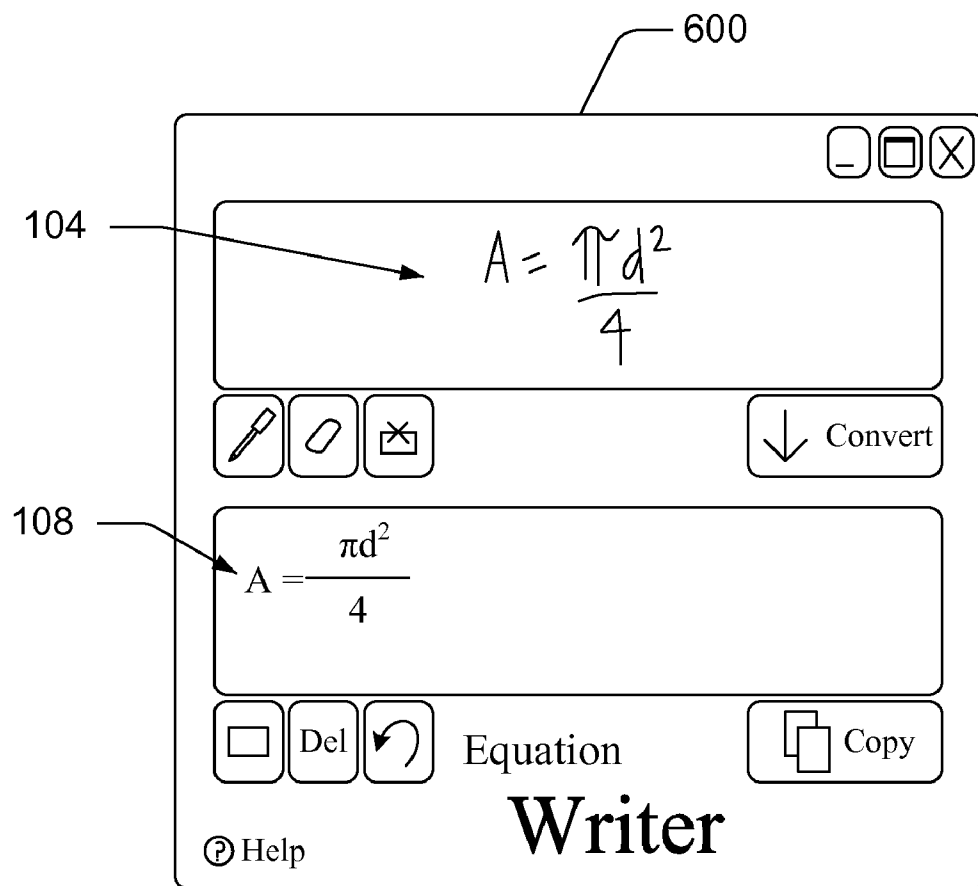 600
104
A = πd²/4
Convert
108
A = πd²/4
Del
Equation
Copy
Writer
? Help